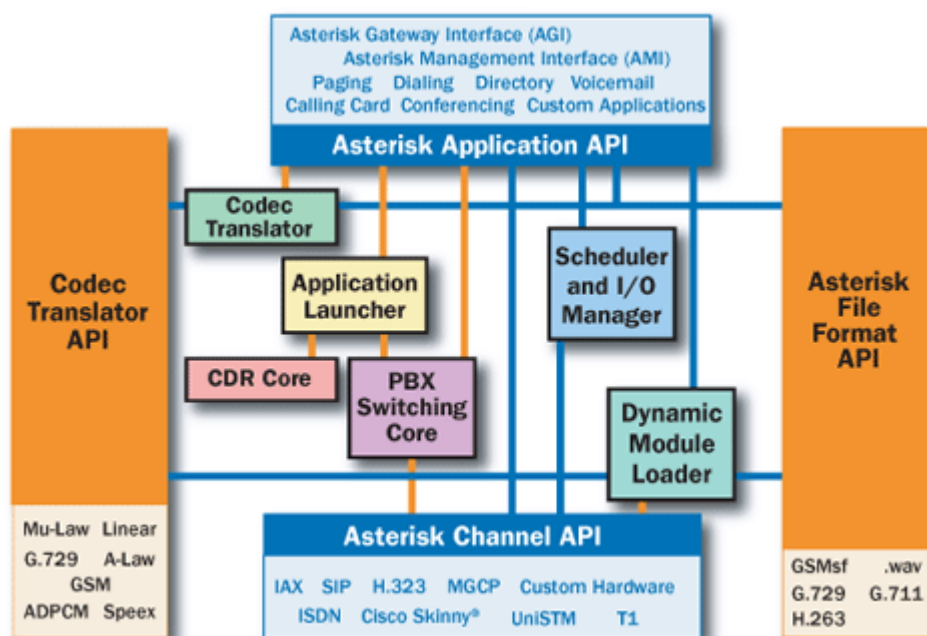 Asterisk Gateway Interface (AGI)
Asterisk Management Interface (AMI)
Paging Dialing Directory Voicemail
Calling Card Conferencing Custom Applications
Asterisk Application API
Codec
Translator
Application
Launcher
Scheduler
and I/O
Manager
Codec
Translator
API
Asterisk
File
Format
API
CDR Core
PBX
Switching
Core
Dynamic
Module
Loader
Mu-Law Linear
G.729 A-Law
GSM
ADPCM Speex
Asterisk Channel API
IAX SIP H.323 MGCP Custom Hardware
ISDN Cisco Skinny® UniSTM T1
GSMsf .wav
G.729 G.711
H.263